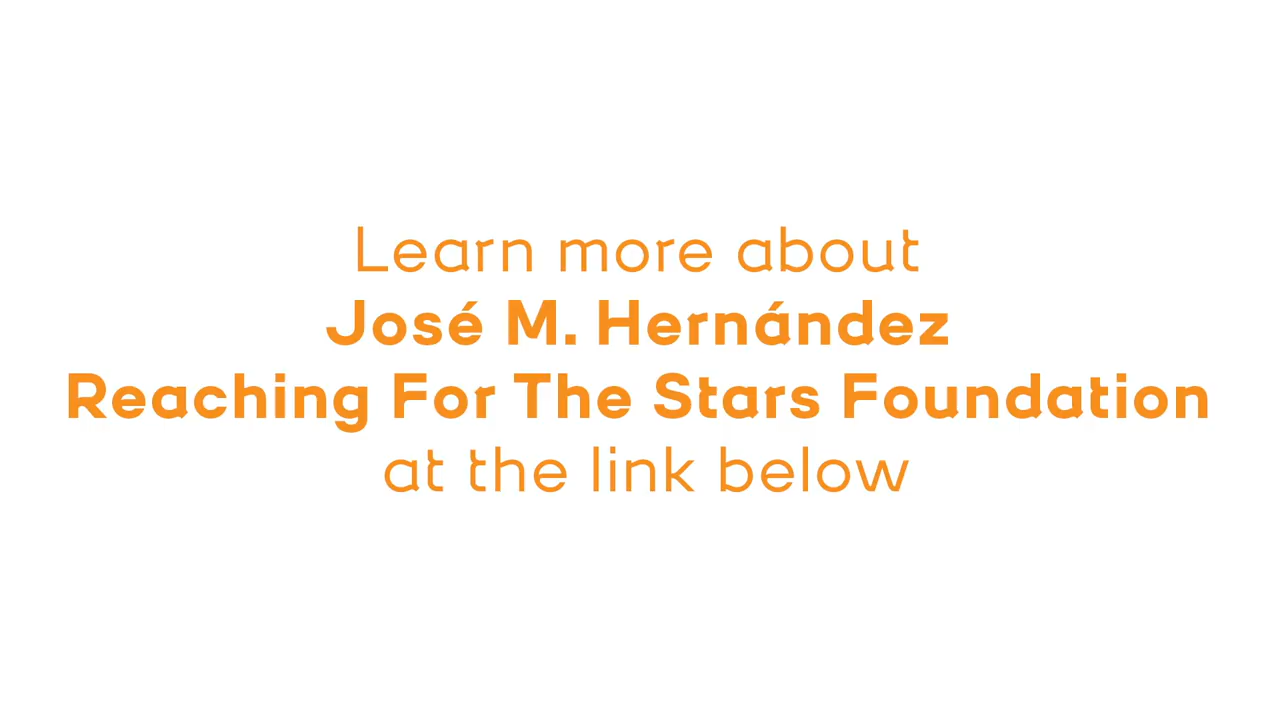 Learn more about
José M. Hernández
Reaching For The Stars Foundation
at the link below